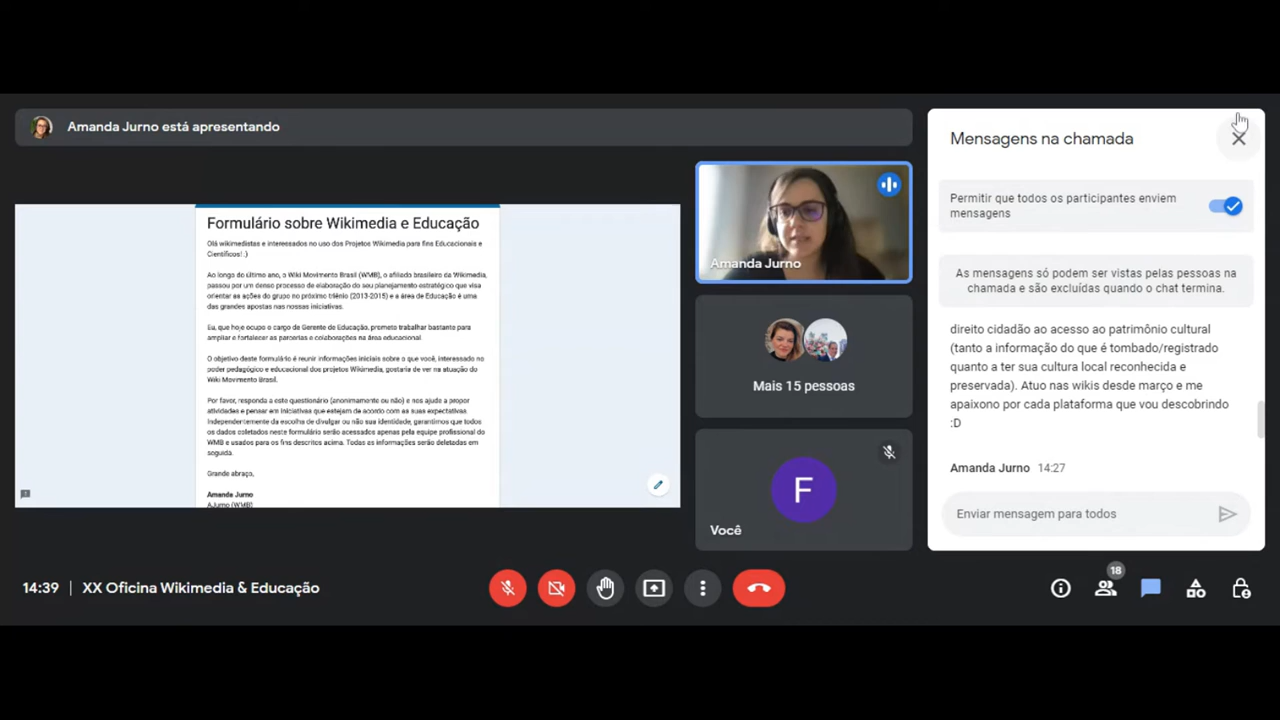 Amanda Jurno está apresentando
Formulário sobre Wikimedia e Educação
Olá wikimedistas e interessados no uso dos Projetos Wikimedia para fins Educacionais e
Científicos! :)
Ao longo do último ano, o Wiki Movimento Brasil (WMB), o afiliado brasileiro da Wikimedia,
passou por um denso processo de elaboração do seu planejamento estratégico que visa
orientar as ações do grupo no próximo triênio (2013-2015) e a área de Educação é uma
das grandes apostas nas nossas iniciativas.
Eu, que hoje ocupo o cargo de Gerente de Educação, prometo trabalhar bastante para
ampliar e fortalecer as parcerias e colaborações na área educacional.
O objetivo deste formulário é reunir informações iniciais sobre o que você, interessado no
poder pedagógico e educacional dos projetos Wikimedia, gostaria de ver na atuação do
Wiki Movimento Brasil.
Por favor, responda a este questionário (anonimamente ou não) e nos ajude a propor
atividades e pensar em iniciativas que estejam de acordo com as suas expectativas
Independentemente da escolha de divulgar ou não sua identidade, garantimos que todos
os dados coletados neste formulário serão acessados apenas pela equipe profissional do
WMB e usados para os fins descritos acima. Todas as informações serão deletadas em
seguida.
Grande abraço,
Amanda Jurno
AJurno (WMB)
Amanda Jurno
Mais 15 pessoas
F
Você
Mensagens na chamada
Permitir que todos os participantes enviem
mensagens
As mensagens só podem ser vistas pelas pessoas na
chamada e são excluídas quando o chat termina.
direito cidadão ao acesso ao patrimônio cultural
(tanto a informação do que é tombado/registrado
quanto a ter sua cultura local reconhecida e
preservada). Atuo nas wikis desde março e me
apaixono por cada plataforma que vou descobrindo
:D
Amanda Jurno 14:27
Enviar mensagem para todos
14:39 | XX Oficina Wikimedia & Educação
18